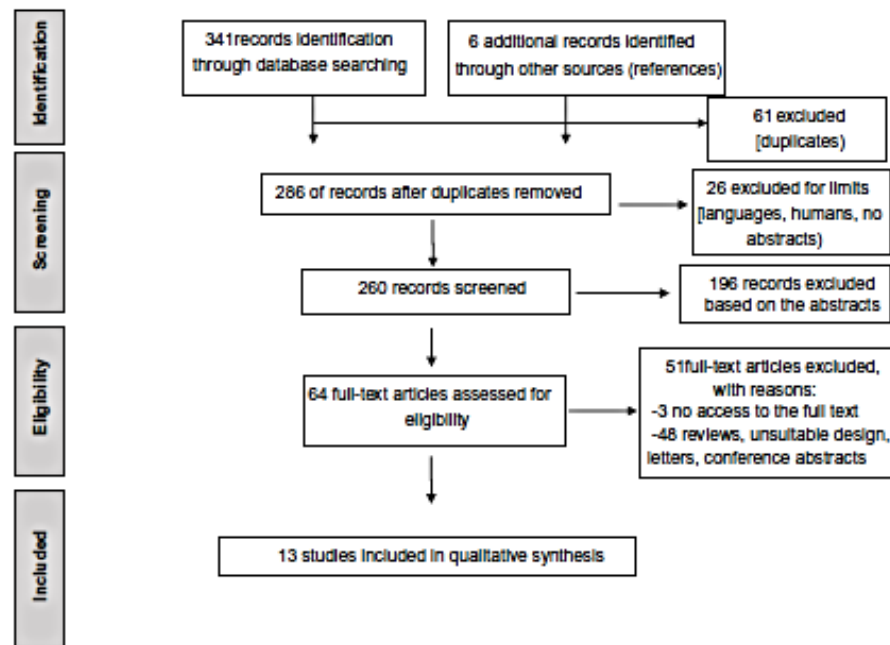 Identification
341records identification
through database searching
6 additional records identified
through other sources (references)
61 excluded
[duplicates)
Screening
286 of records after duplicates removed
26 excluded for limits
[languages, humans, no
abstracts)
260 records screened
196 records excluded
based on the abstracts
Eligibility
64 full-text articles assessed for
eligibility
51full-text articles excluded,
with reasons:
-3 no access to the full text
-48 reviews, unsuitable design,
letters, conference abstracts
Included
13 studies included in qualitative synthesis